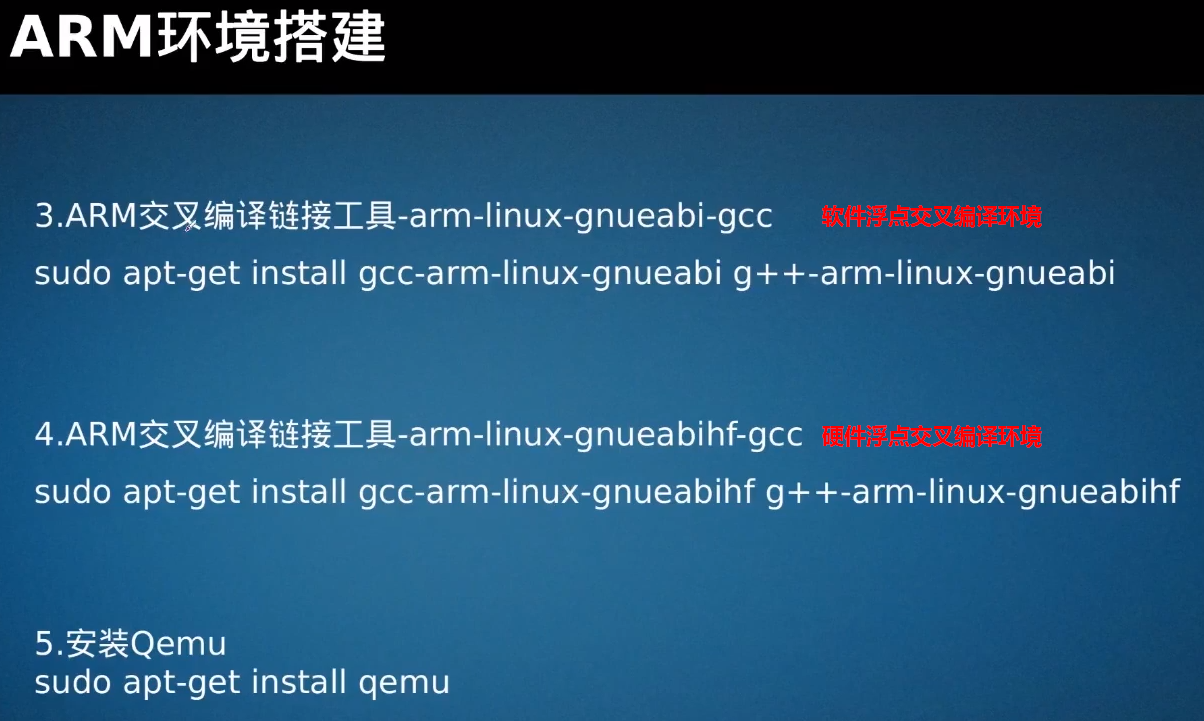 ARM环境搭建
3.ARM交叉编译链接工具-arm-linux-gnueabi-gcc 软件浮点交叉编译环境
sudo apt-get install gcc-arm-linux-gnueabi g++-arm-linux-gnueabi
4.ARM交叉编译链接工具-arm-linux-gnueabihf-gcc 硬件浮点交叉编译环境
sudo apt-get install gcc-arm-linux-gnueabihf g++-arm-linux-gnueabihf
5.安装Qemu
sudo apt-get install qemu